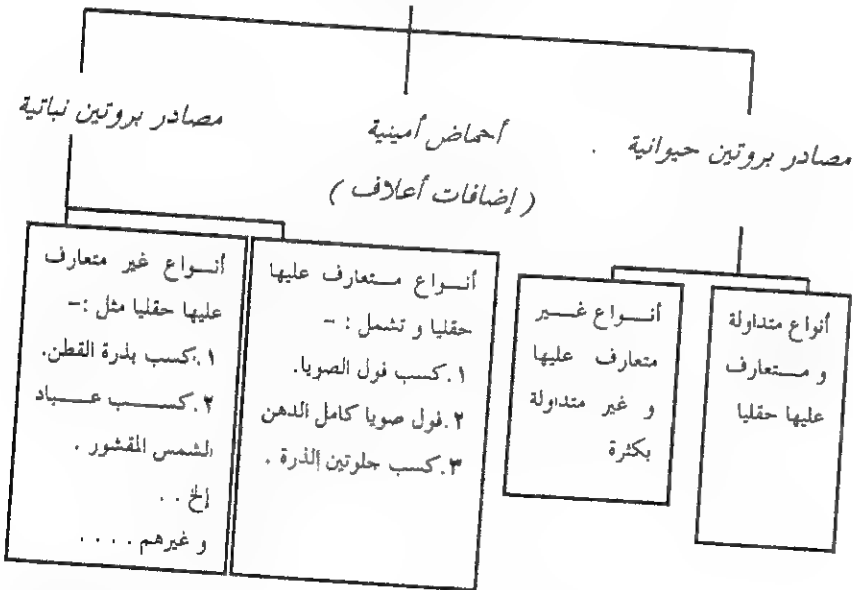 مصادر بروتين حيوانية .
أحماض أمينية
( إضافات أعلاف )
مصادر بروتين نباتية
أنواع متداولة
و متعارف
عليها حقليا
أنواع غير
متعارف عليها
و غير متداولة
بكثرة
أنواع متعارف عليها
حقليا و تشمل : -
١.كسب فول الصويا.
٢.فول صويا كامل الدهن
٣.كسب جلوتين الذرة .
أنواع غير متعارف
عليها حقليا مثل :-
١.كسب بذرة القطن.
٢.كسب عباد
الشمس المقشور .
إلخ . .
و غيرهم . . . .